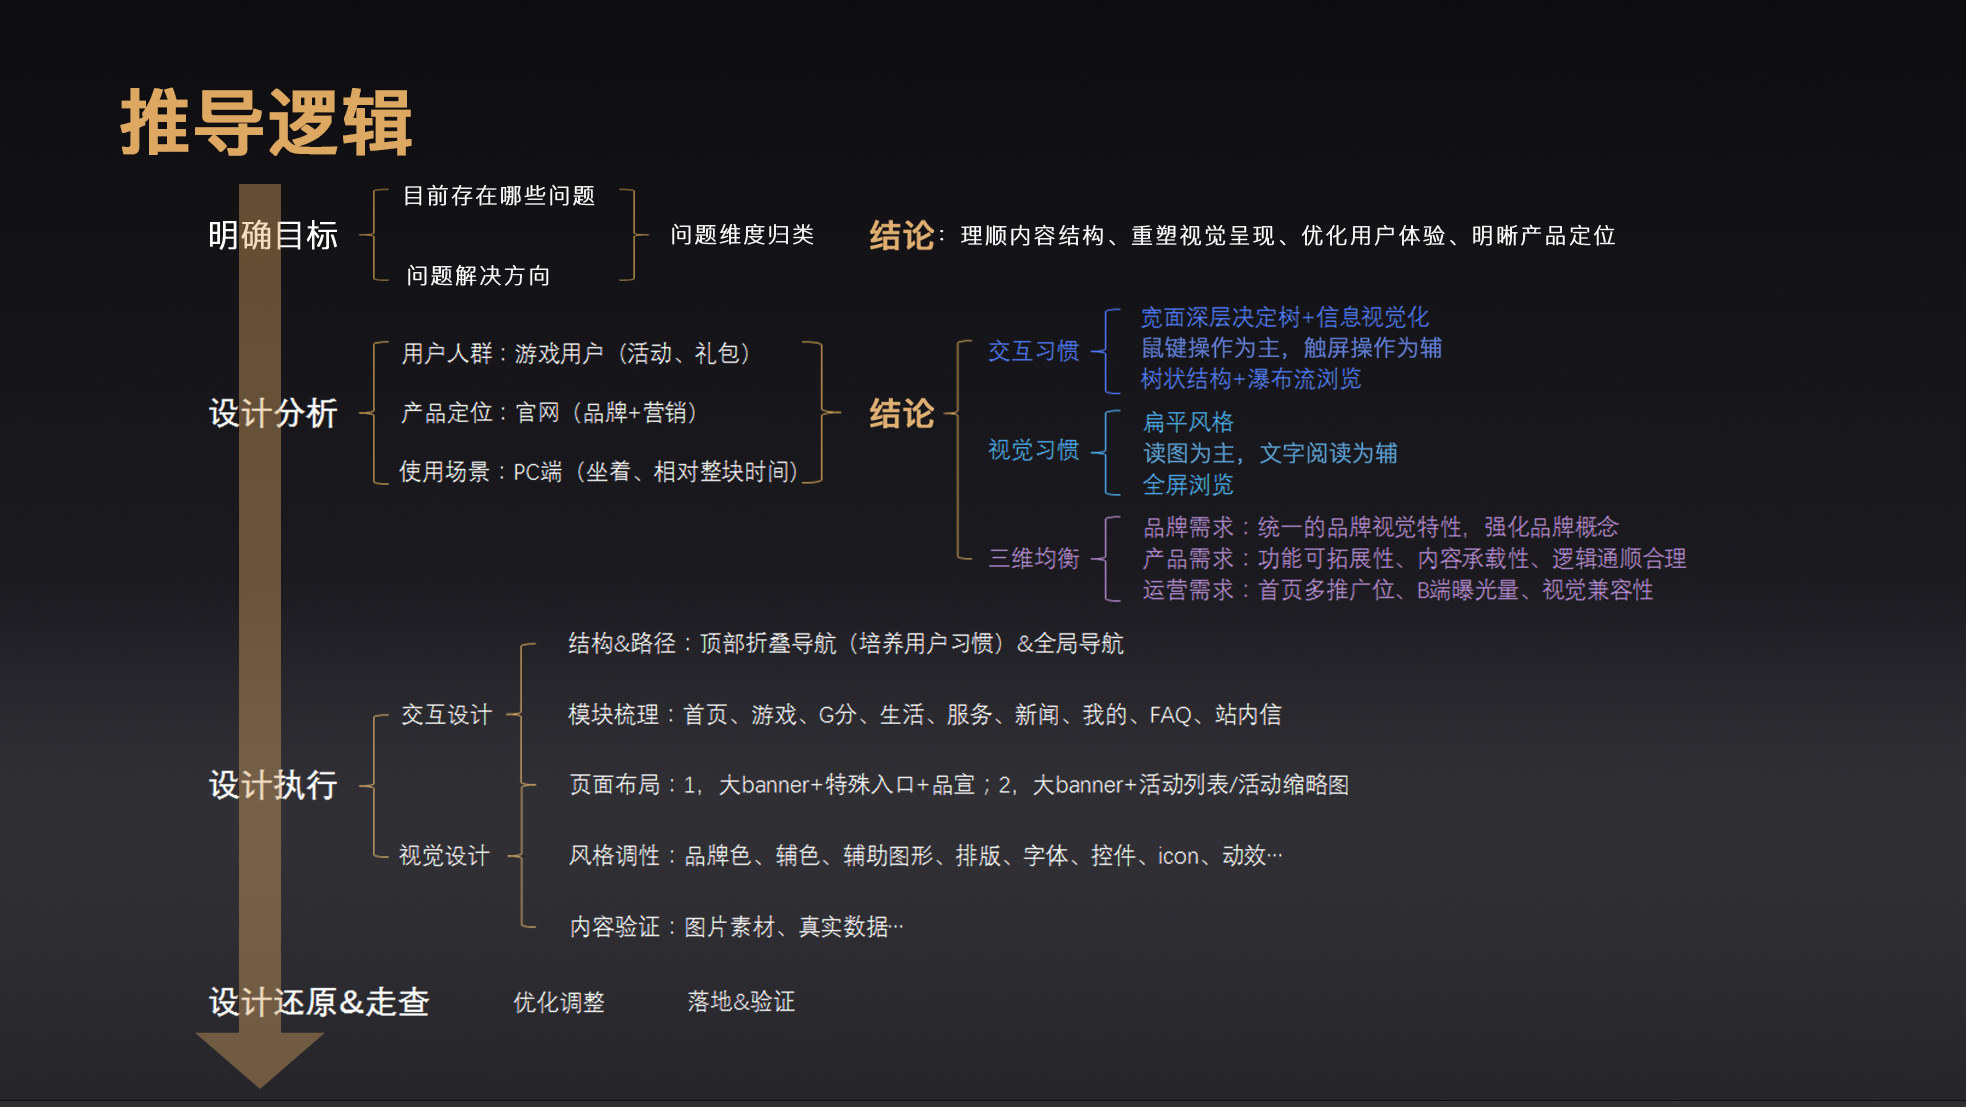 推导逻辑
明确目标
目前存在哪些问题
问题解决方向
问题维度归类
结论：理顺内容结构、重塑视觉呈现、优化用户体验、明晰产品定位
设计分析
用户人群：游戏用户（活动、礼包）
产品定位：官网（品牌+营销）
使用场景：PC端（坐着、相对整块时间）
结论
交互习惯
宽面深层决定树+信息视觉化
鼠键操作为主，触屏操作为辅
树状结构+瀑布流浏览
视觉习惯
扁平风格
读图为主，文字阅读为辅
全屏浏览
三维均衡
品牌需求：统一的品牌视觉特性，强化品牌概念
产品需求：功能可拓展性、内容承载性、逻辑通顺合理
运营需求：首页多推广位、B端曝光量、视觉兼容性
设计执行
交互设计
结构&路径：顶部折叠导航（培养用户习惯）&全局导航
模块梳理：首页、游戏、G分、生活、服务、新闻、我的、FAQ、站内信
页面布局：1，大banner+特殊入口+品宣；2，大banner+活动列表/活动缩略图
视觉设计
风格调性：品牌色、辅色、辅助图形、排版、字体、控件、icon、动效…
内容验证：图片素材、真实数据…
设计还原&走查
优化调整
落地&验证